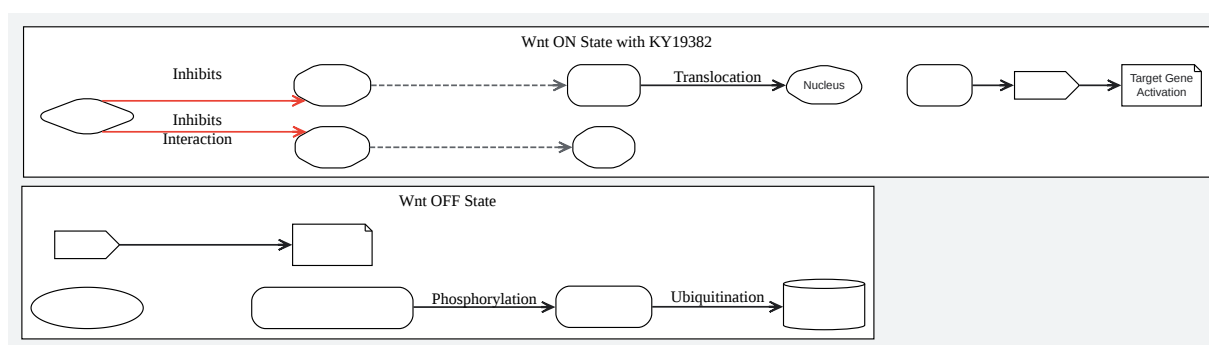 Wnt ON State with KY19382
Inhibits
Translocation
Nucleus
Target Gene
Activation
Inhibits
Interaction
Wnt OFF State
Phosphorylation
Ubiquitination